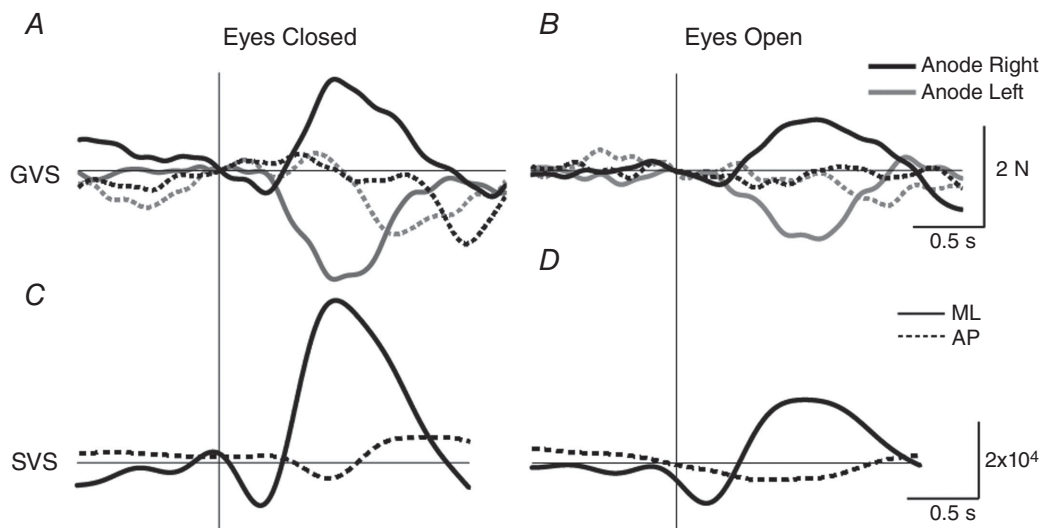 A
Eyes Closed
B
Eyes Open
Anode Right
Anode Left
GVS
2 N
0.5 s
C
D
ML
AP
SVS
2x10⁴
0.5 s